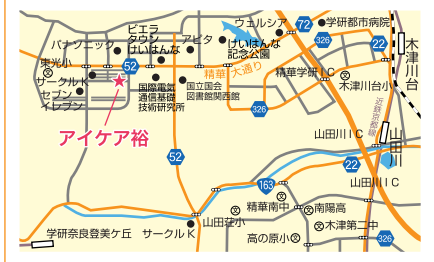 ウェルシア
72
学研都市病院
326
22
木津川台
ピエラ
タウン
けいはんな
アピタ
けいはんな
記念公園
パナソニック
東光小
52
サークルK
セブン
イレブン
国際電気
通信基礎
技術研究所
国立国会
図書館関西館
精華大通り
精華学研IC
木津川台小
326
近鉄京都線
アイケア裕
山田川IC
山田川
52
22
163
山田川IC
精華南中
南陽高
山田荘小
木津第二中
学研奈良登美ケ丘
サークルK
高の原小
326